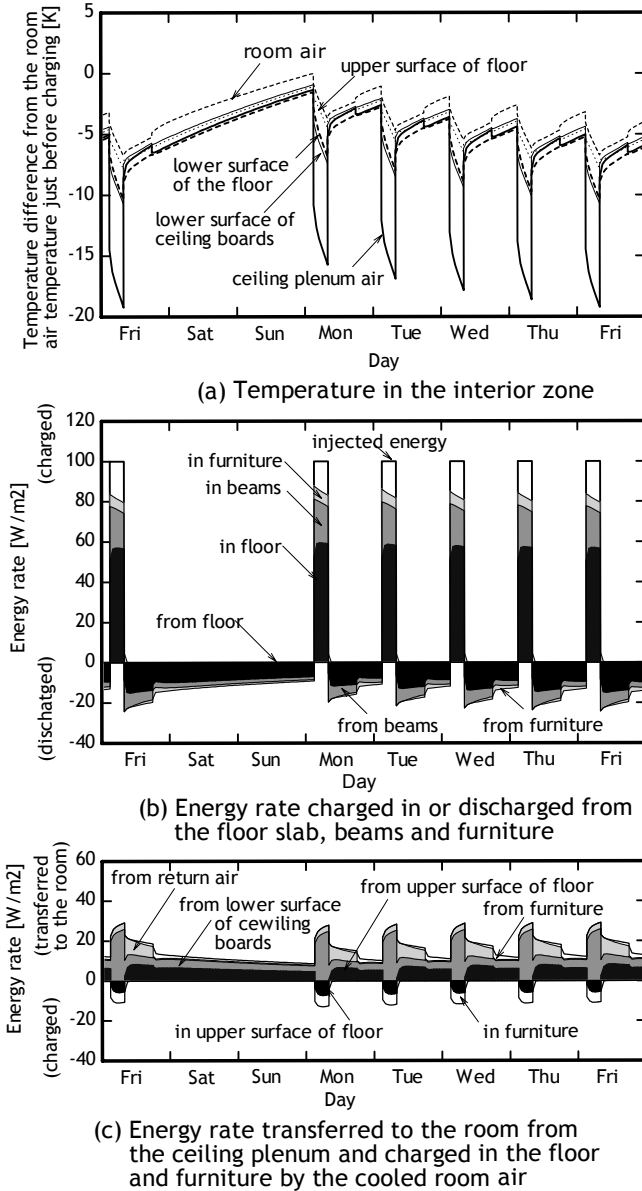 Temperature difference from the room
air temperature just before charging [K]
5
0
-5
-10
-15
-20
room air
upper surface of floor
lower surface
of the floor
lower surface of
ceiling boards
ceiling plenum air
Fri Sat Sun Mon Tue Wed Thu Fri
Day
(a) Temperature in the interior zone
Energy rate [W/m2]
(charged)
(dischatged)
120
100
80
60
40
20
0
-20
-40
injected energy
in furniture
in beams
in floor
from floor
from beams
from furniture
Fri Sat Sun Mon Tue Wed Thu Fri
Day
(b) Energy rate charged in or discharged from
the floor slab, beams and furniture
Energy rate [W/m2]
(transferred
to the room)
(charged)
60
40
20
0
-20
-40
from return air
from lower surface
of cewiling
boards
from upper surface of floor
from furniture
in upper surface of floor
in furniture
Fri Sat Sun Mon Tue Wed Thu Fri
Day
(c) Energy rate transferred to the room from
the ceiling plenum and charged in the floor
and furniture by the cooled room air